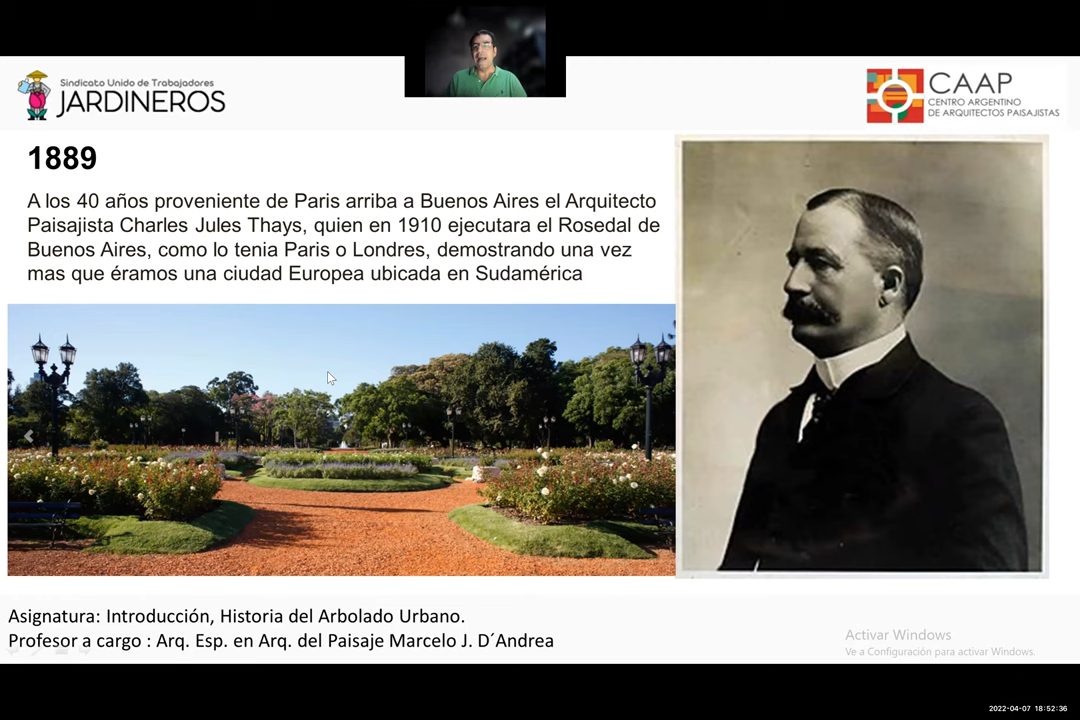 Sindicato Unido de Trabajadores
JARDINEROS
CAAP
CENTRO ARGENTINO
DE ARQUITECTOS PAISAJISTAS
1889
A los 40 años proveniente de Paris arriba a Buenos Aires el Arquitecto
Paisajista Charles Jules Thays, quien en 1910 ejecutara el Rosedal de
Buenos Aires, como lo tenia Paris o Londres, demostrando una vez
mas que éramos una ciudad Europea ubicada en Sudamérica
Asignatura: Introducción, Historia del Arbolado Urbano.
Profesor a cargo : Arq. Esp. en Arq. del Paisaje Marcelo J. D´Andrea
Activar Windows
Ve a Configuración para activar Windows.
2022-04-07 18:52:36